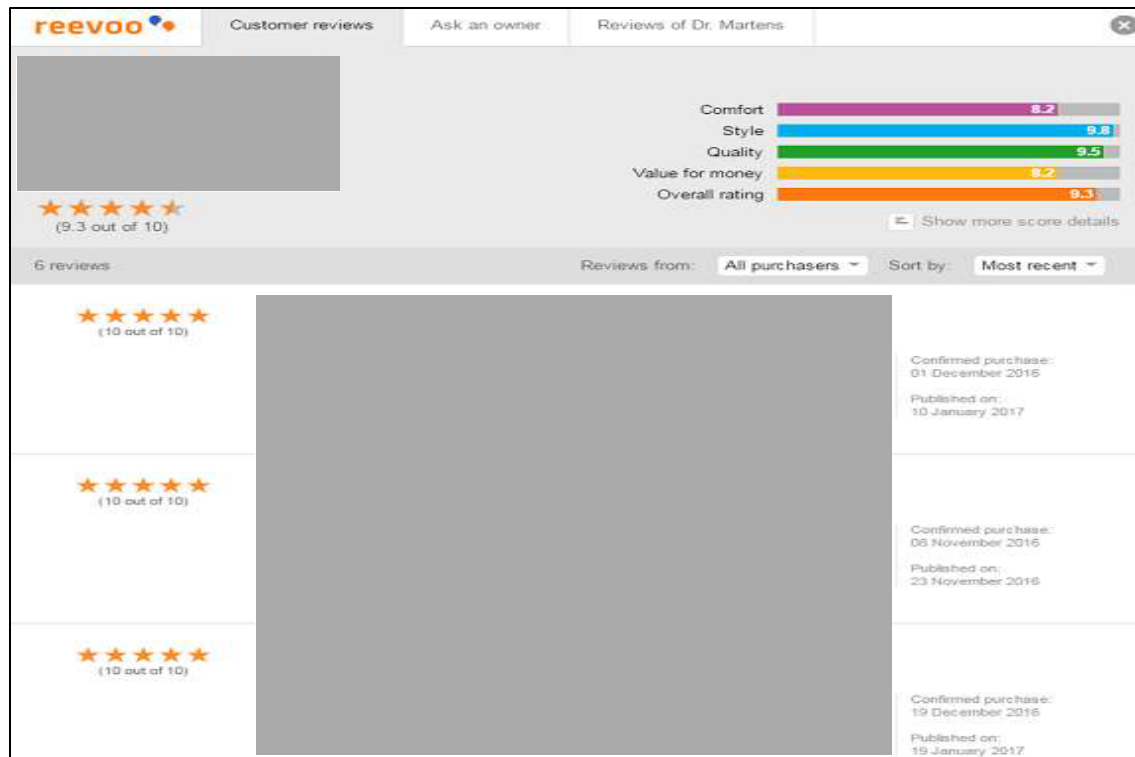 reevoo
Customer reviews
Ask an owner
Reviews of Dr. Martens
Comfort 8.2
Style 9.8
Quality 9.5
Value for money 8.2
Overall rating 9.3
(9.3 out of 10)
Show more score details
6 reviews
Reviews from: All purchasers
Sort by: Most recent
(10 out of 10)
Confirmed purchase:
01 December 2016
Published on:
10 January 2017
(10 out of 10)
Confirmed purchase:
08 November 2016
Published on:
23 November 2016
(10 out of 10)
Confirmed purchase:
19 December 2016
Published on:
19 January 2017